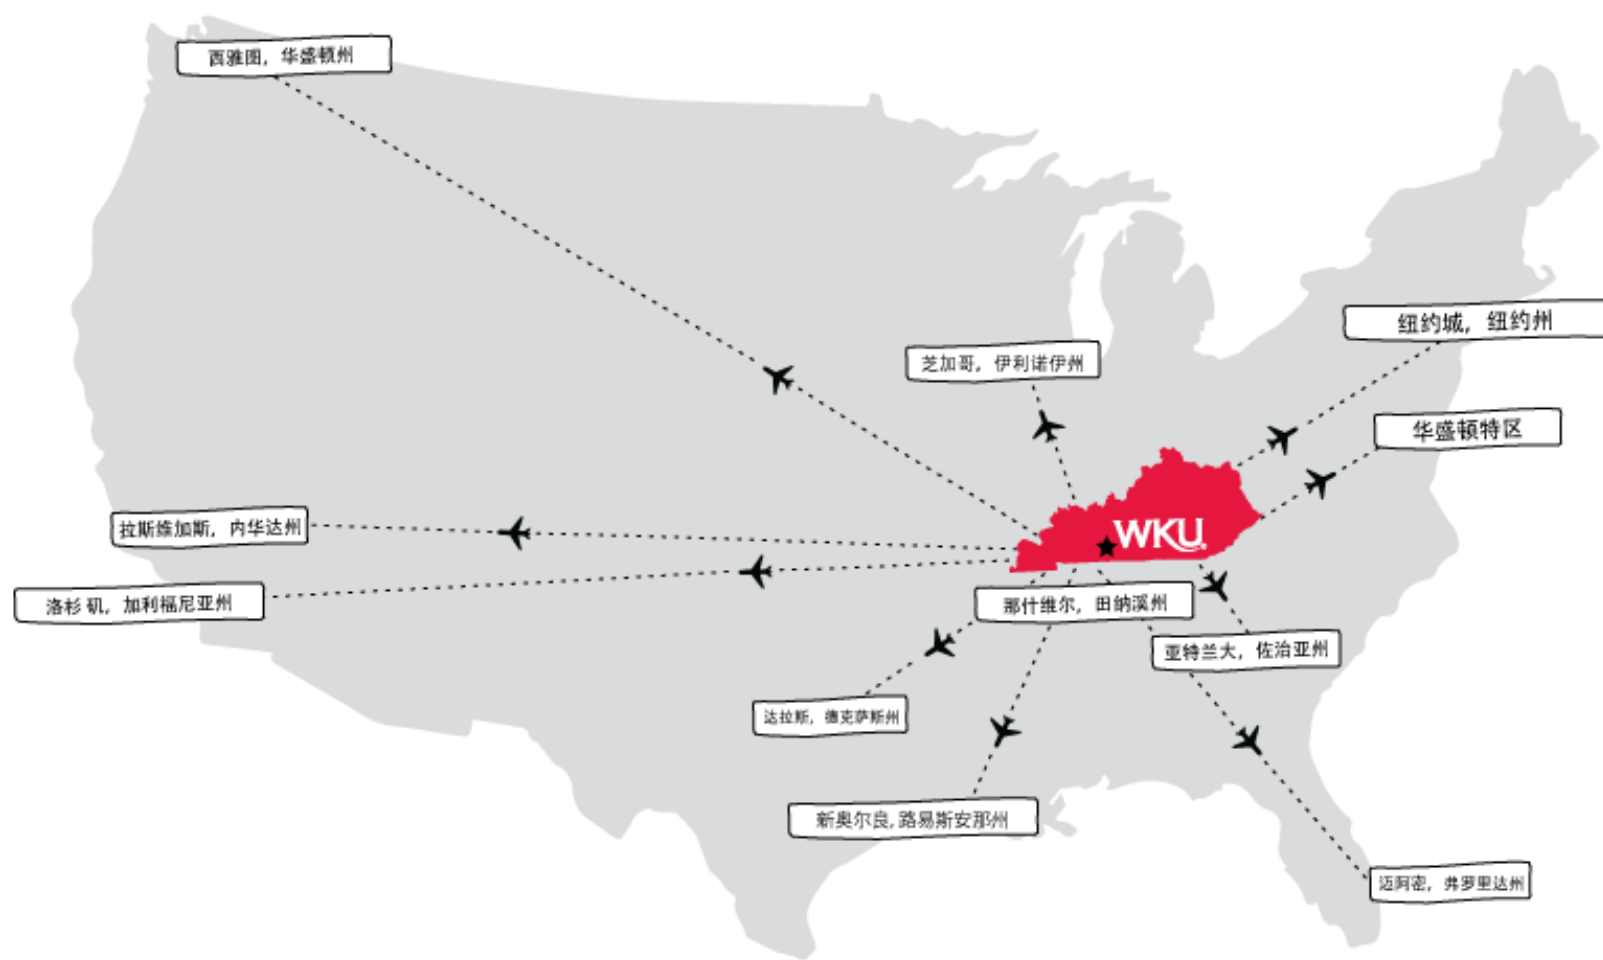 西雅图，华盛顿州
纽约城，纽约州
芝加哥，伊利诺伊州
华盛顿特区
拉斯维加斯，内华达州
WKU
洛杉 矶，加利福尼亚州
那什维尔，田纳溪州
亚特兰大，佐治亚州
达拉斯，德克萨斯州
新奥尔良,路易斯安那州
迈阿密，弗罗里达州